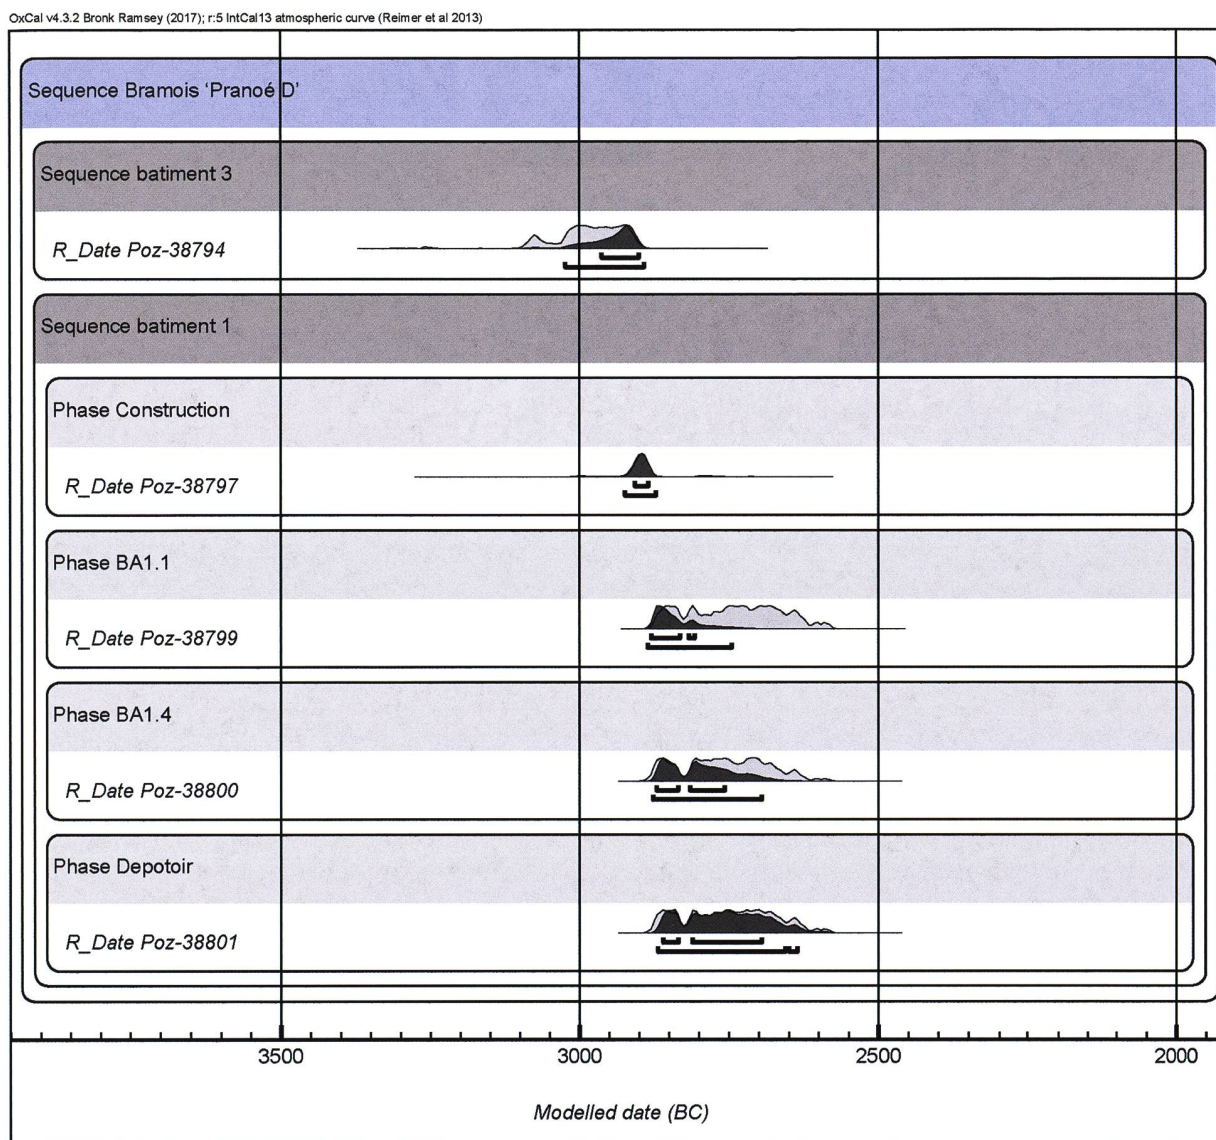 OxCal v4.3.2 Bronk Ramsey (2017); r:5 IntCal13 atmospheric curve (Reimer et al 2013)
Sequence Bramois ‘Pranoé D’
Sequence batiment 3
R_Date Poz-38794
Sequence batiment 1
Phase Construction
R_Date Poz-38797
Phase BA1.1
R_Date Poz-38799
Phase BA1.4
R_Date Poz-38800
Phase Depotoir
R_Date Poz-38801
3500 3000 2500 2000
Modelled date (BC)